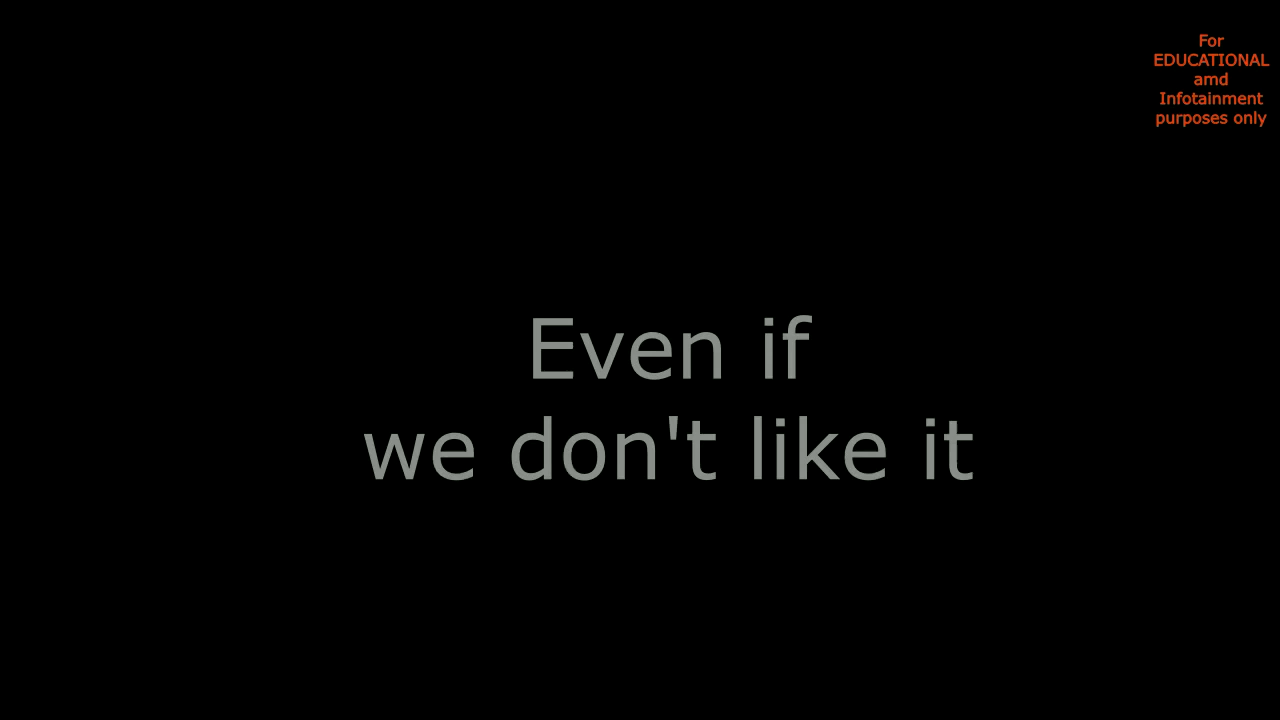 For
EDUCATIONAL
amd
Infotainment
purposes only
Even if
we don't like it